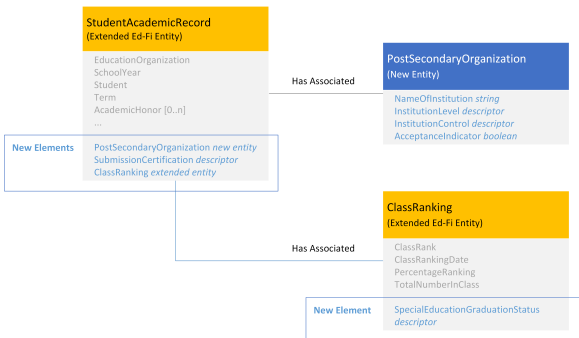 StudentAcademicRecord
(Extended Ed-Fi Entity)
EducationOrganization
SchoolYear
Student
Term
AcademicHonor [0..n]
...
New Elements
PostSecondaryOrganization new entity
SubmissionCertification descriptor
ClassRanking extended entity
Has Associated
PostSecondaryOrganization
(New Entity)
NameOfInstitution string
InstitutionLevel descriptor
InstitutionControl descriptor
AcceptanceIndicator boolean
Has Associated
ClassRanking
(Extended Ed-Fi Entity)
ClassRank
ClassRankingDate
PercentageRanking
TotalNumberInClass
New Element
SpecialEducationGraduationStatus
descriptor